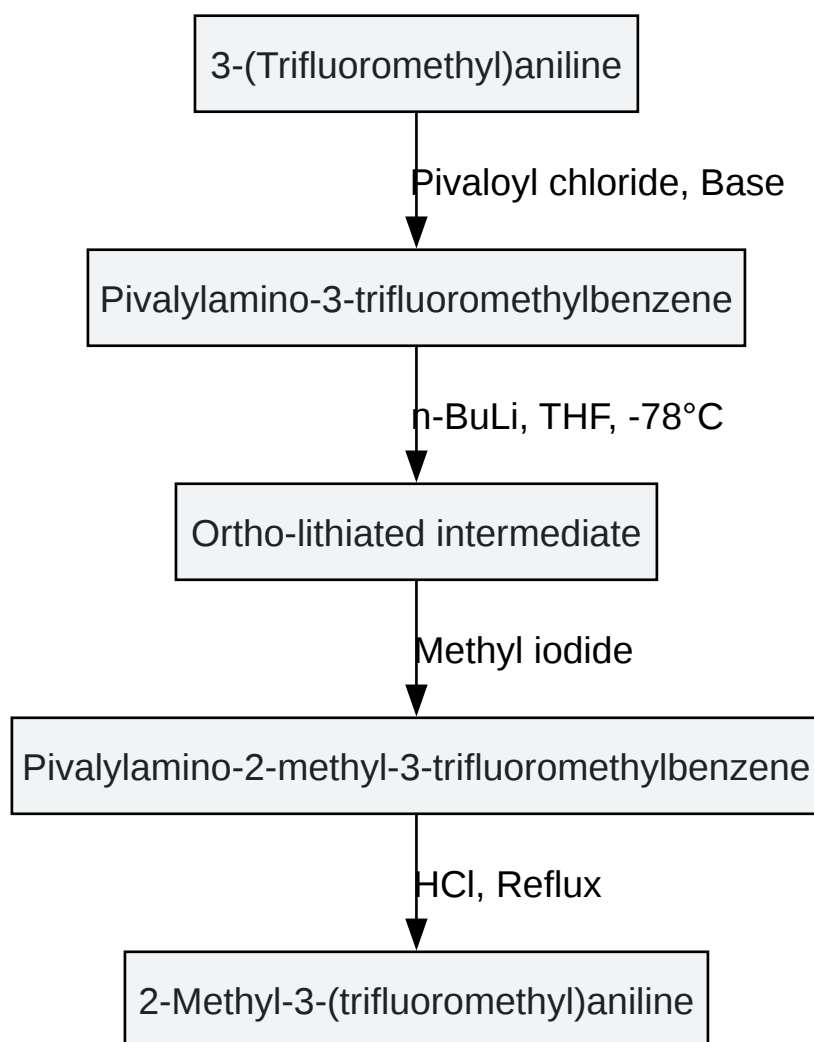 3-(Trifluoromethyl)aniline
Pivaloyl chloride, Base
Pivalylamino-3-trifluoromethylbenzene
n-BuLi, THF, -78°C
Ortho-lithiated intermediate
Methyl iodide
Pivalylamino-2-methyl-3-trifluoromethylbenzene
HCl, Reflux
2-Methyl-3-(trifluoromethyl)aniline